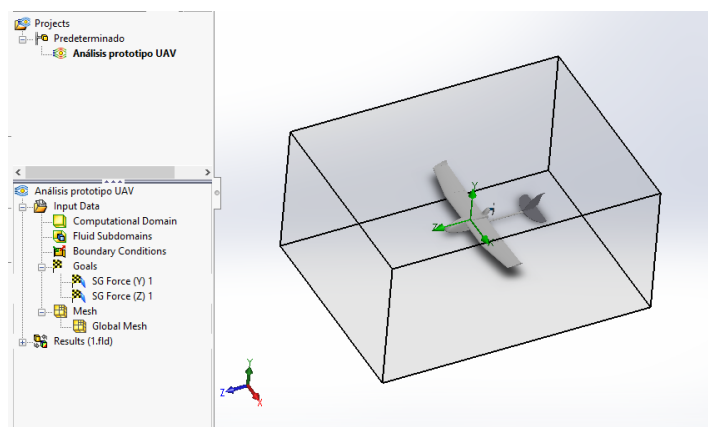 Projects
Predeterminado
Análisis prototipo UAV
Análisis prototipo UAV
Input Data
Computational Domain
Fluid Subdomains
Boundary Conditions
Goals
SG Force (Y) 1
SG Force (Z) 1
Mesh
Global Mesh
Results (1.fld)
Y
Z
X
Y
Z
X